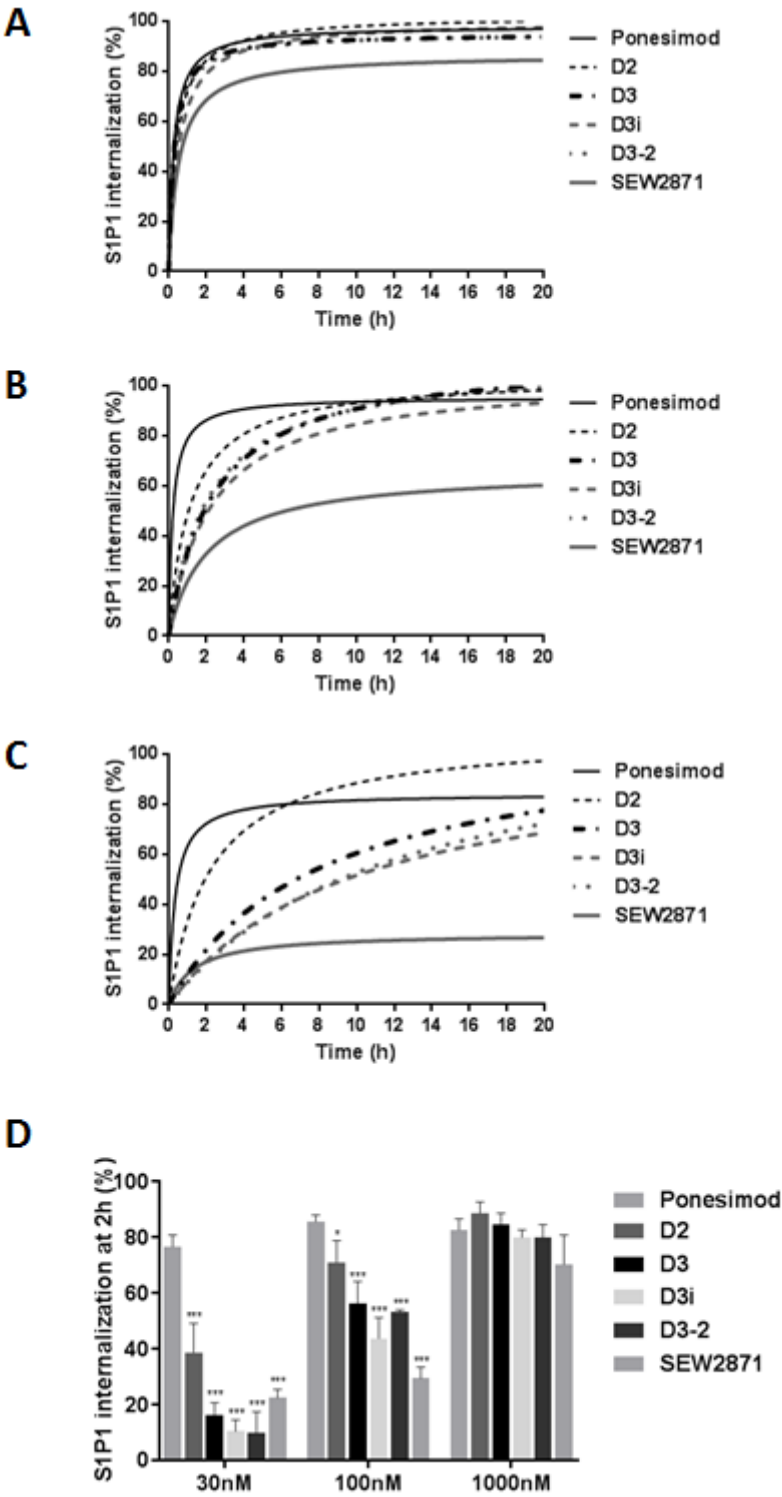 A
S1P1 internalization (%)
100
80
60
40
20
0
0 2 4 6 8 10 12 14 16 18 20
Time (h)
Ponesimod
D2
D3
D3i
D3-2
SEW2871
B
S1P1 internalization (%)
100
80
60
40
20
0
0 2 4 6 8 10 12 14 16 18 20
Time (h)
Ponesimod
D2
D3
D3i
D3-2
SEW2871
C
S1P1 internalization (%)
100
80
60
40
20
0
0 2 4 6 8 10 12 14 16 18 20
Time (h)
Ponesimod
D2
D3
D3i
D3-2
SEW2871
D
S1P1 internalization at 2h (%)
100
80
60
40
20
0
*** *** *** *** ***
* *** *** *** ***
30nM 100nM 1000nM
Ponesimod
D2
D3
D3i
D3-2
SEW2871